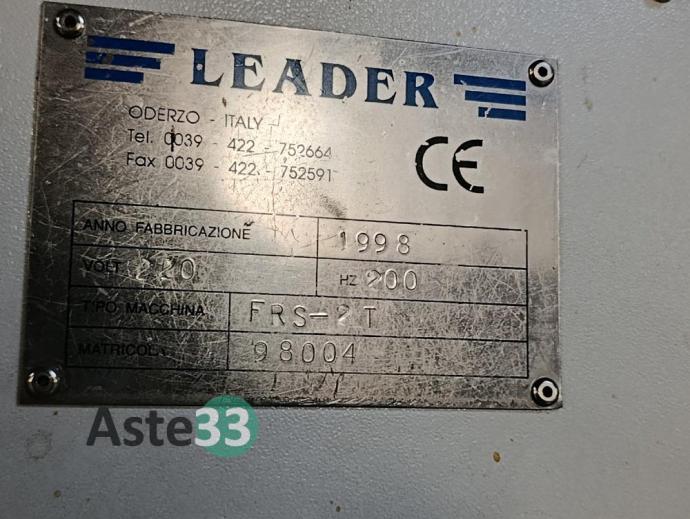 LEADER
ODERZO - ITALY
Tel. 0039 - 422 - 752664
Fax 0039 - 422 - 752591
CE
ANNO FABBRICAZIONE 1998
VOLT 220 HZ 200
TIPO MACCHINA FRS-2T
MATRICOLA 98004
Aste33